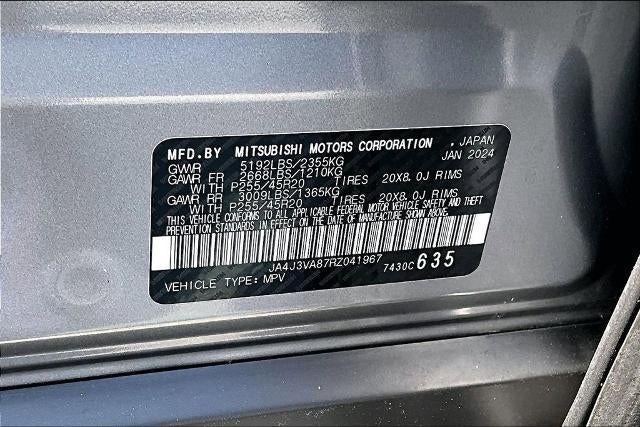 MFD.BY MITSUBISHI MOTORS CORPORATION , JAPAN
GVWR 5192LBS/2355KG JAN 2024
GAWR FR 2668LBS/1210KG
WITH P255/45R20 TIRES 20X8.0J RIMS
GAWR RR 3009LBS/1365KG
WITH P255/45R20 TIRES 20X8.0J RIMS
THIS VEHICLE CONFORMS TO ALL APPLICABLE FEDERAL MOTOR VEHICLE SAFETY AND THEFT
PREVENTION STANDARDS IN EFFECT ON THE DATE OF MANUFACTURE SHOWN ABOVE.
JA4J3VA87RZ041967 7430C 635
VEHICLE TYPE: MPV